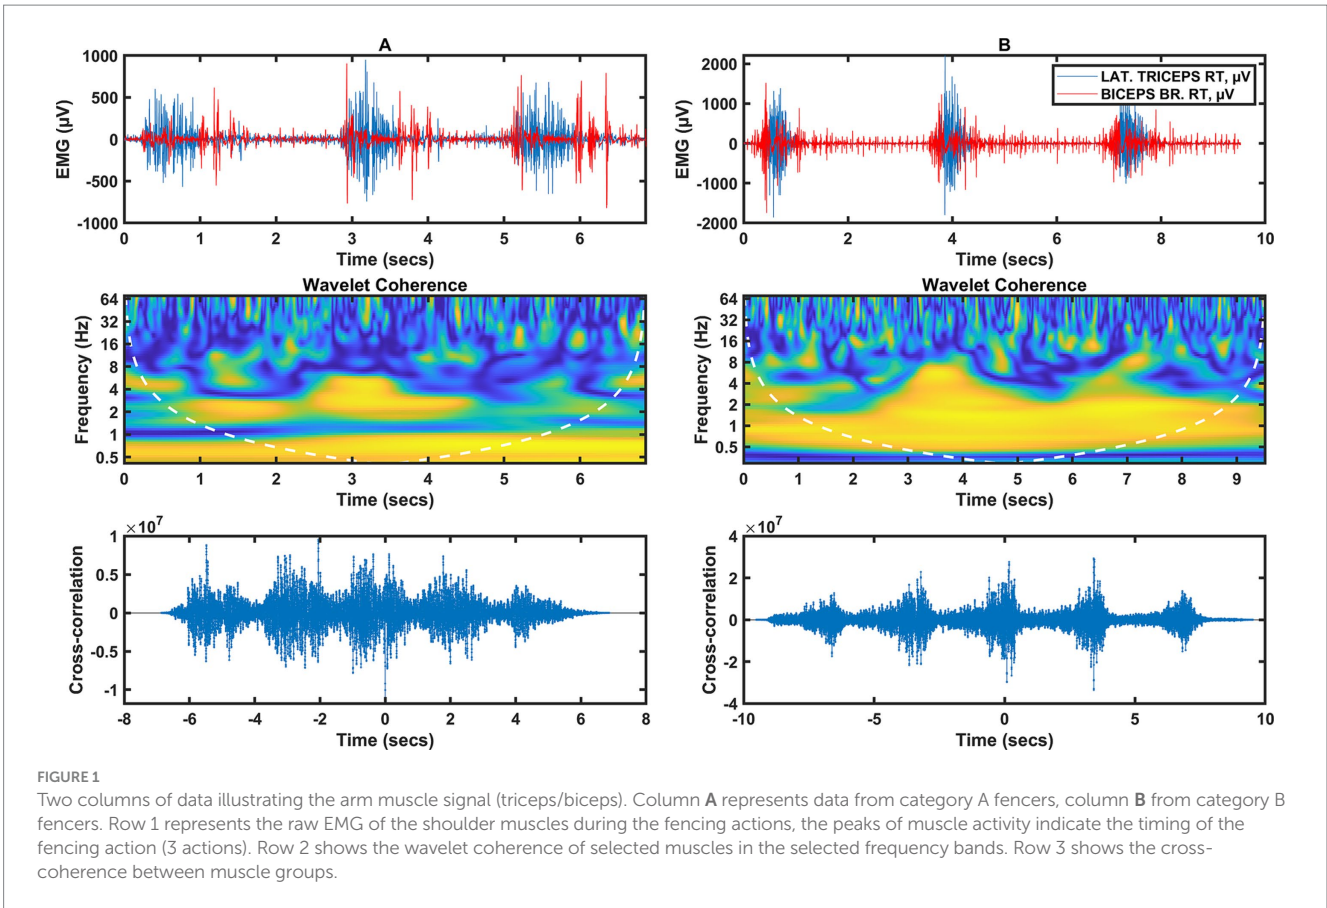 A
B
1000
500
0
-500
-1000
EMG (µV)
0 1 2 3 4 5 6
Time (secs)
2000
1000
0
-1000
-2000
EMG (µV)
LAT. TRICEPS RT, µV
BICEPS BR. RT, µV
0 2 4 6 8 10
Time (secs)
Wavelet Coherence
64
32
16
8
4
2
1
0.5
Frequency (Hz)
2 4 6
Time (secs)
Wavelet Coherence
64
32
16
8
4
2
1
0.5
Frequency (Hz)
1 2 3 4 5 6 7 8 9
Time (secs)
×10⁷
1
0.5
0
-0.5
-1
Cross-correlation
-8 -6 -4 -2 0 2 4 6 8
Time (secs)
×10⁷
4
2
0
-2
-4
Cross-correlation
-10 -5 0 5 10
Time (secs)
FIGURE 1
Two columns of data illustrating the arm muscle signal (triceps/biceps). Column A represents data from category A fencers, column B from category B
fencers. Row 1 represents the raw EMG of the shoulder muscles during the fencing actions, the peaks of muscle activity indicate the timing of the
fencing action (3 actions). Row 2 shows the wavelet coherence of selected muscles in the selected frequency bands. Row 3 shows the cross-
coherence between muscle groups.